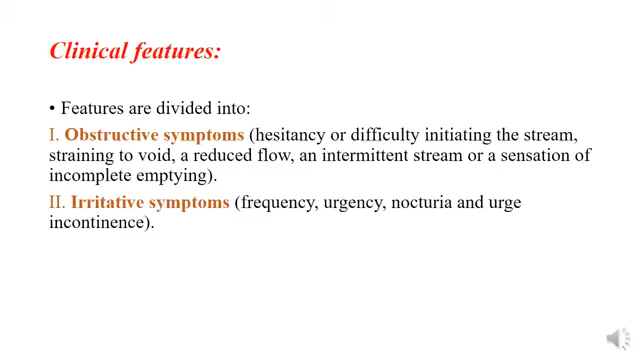 Clinical features:
• Features are divided into:
I. Obstructive symptoms (hesitancy or difficulty initiating the stream,
straining to void, a reduced flow, an intermittent stream or a sensation of
incomplete emptying).
II. Irritative symptoms (frequency, urgency, nocturia and urge
incontinence).